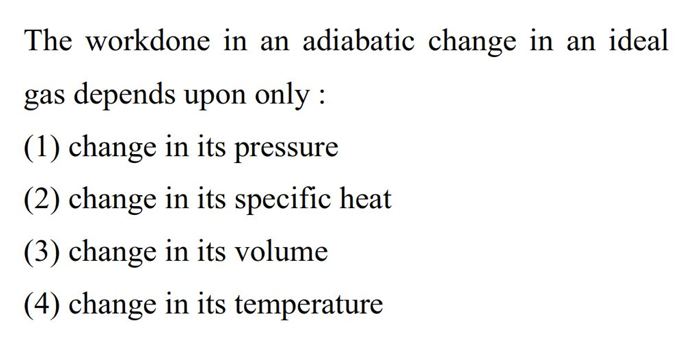 The workdone in an adiabatic change in an ideal
gas depends upon only :
(1) change in its pressure
(2) change in its specific heat
(3) change in its volume
(4) change in its temperature